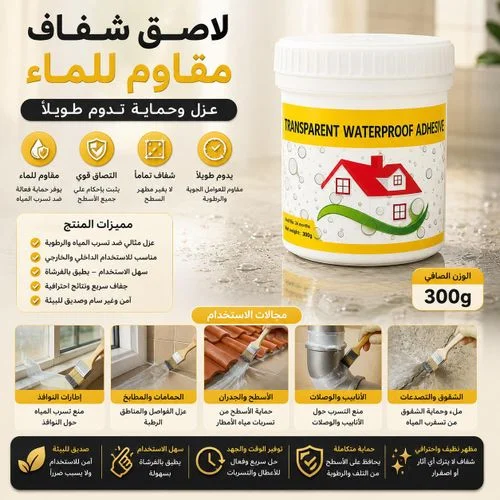 لاصق شفاف
مقاوم للماء
عزل وحماية تدوم طويلاً
يدوم طويلاً
مقاوم للعوامل الجوية
والرطوبة
شفاف تماماً
لا يغير مظهر
السطح
التصاق قوي
يثبت بإحكام على
جميع الأسطح
مقاوم للماء
يوفر حماية فعالة
ضد تسرب المياه
مميزات المنتج
عزل مثالي ضد تسرب المياه والرطوبة
مناسب للاستخدام الداخلي والخارجي
سهل الاستخدام – يطبق بالفرشاة
جفاف سريع ونتائج احترافية
آمن وغير سام وصديق للبيئة
TRANSPARENT WATERPROOF ADHESIVE
300g
الوزن الصافي
300g
مجالات الاستخدام
الشقوق والتصدعات
ملء وحماية الشقوق
من تسقرب المياه
الأنابيب والوصلات
منع التسرب حول
الأنابيب والوصلات
الأسطح والجدران
حماية الأسطح من
تسربات مياه الأمطار
الحمامات والمطابخ
عزل الفواصل والمناطق
الرطبة
إطارات النوافذ
منع تسرب المياه
حول النوافذ
مظهر نظيف واحترافي
شفاف لا يترك أي آثار
أو اصفرار
حماية متكاملة
يحافظ على الأسطح
من التلف والرطوبة
توفير الوقت والجهد
حل سريع وفعال
للأعطال والتسربات
سهل الاستخدام
يطبق بالفرشاة
بسهولة
صديق للبيئة
آمن للاستخدام
ولا يسبب ضرراً